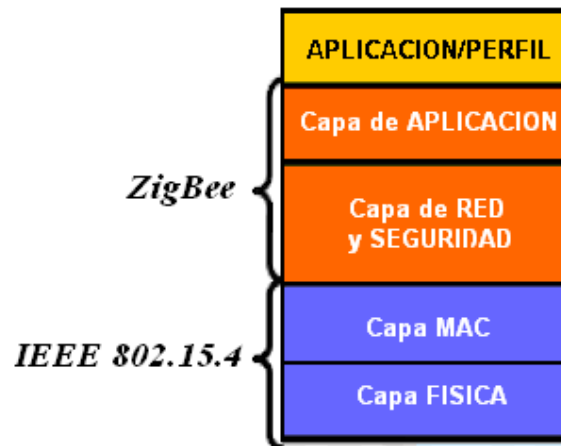 APLICACION/PERFIL
Capa de APLICACION
ZigBee
Capa de RED
y SEGURIDAD
Capa MAC
IEEE 802.15.4
Capa FISICA